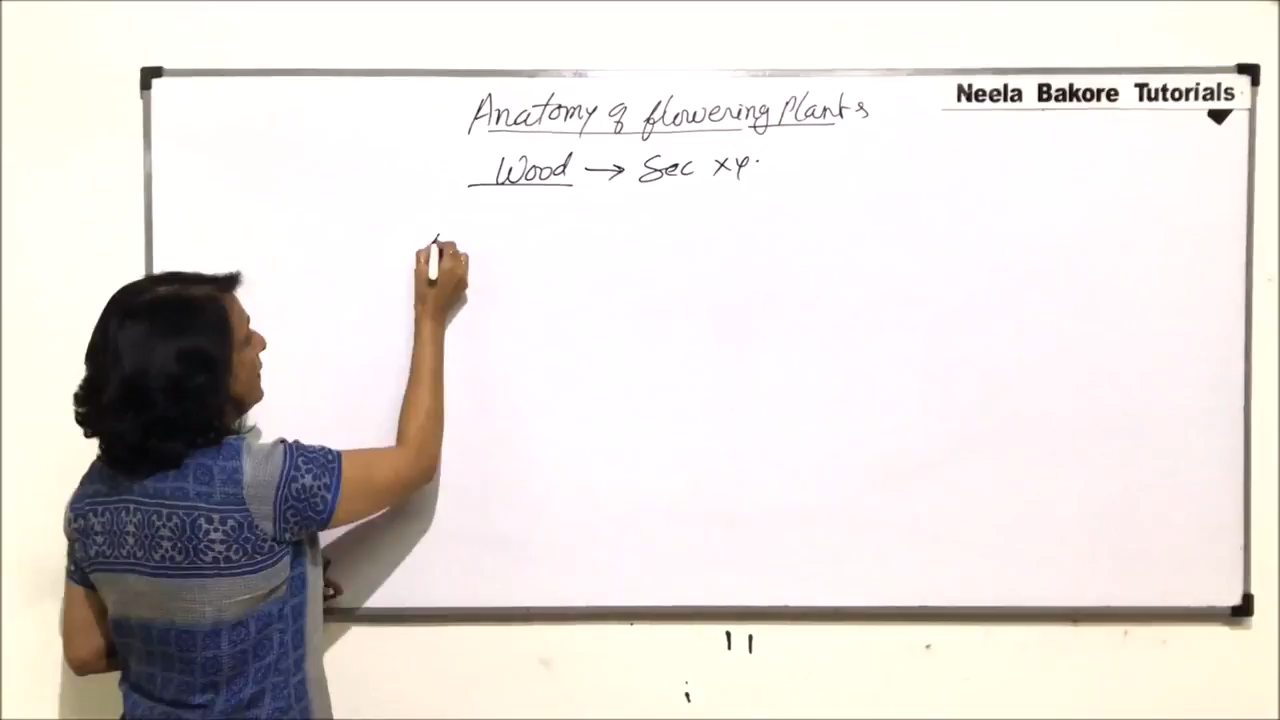 Neela Bakore Tutorials
Anatomy of flowering Plants
Wood → Sec xy.